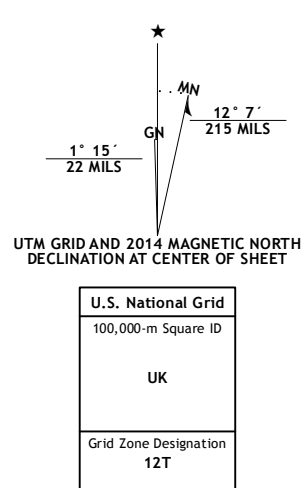 ★
MN
GN
12° 7´
215 MILS
1° 15´
22 MILS
UTM GRID AND 2014 MAGNETIC NORTH
DECLINATION AT CENTER OF SHEET
U.S. National Grid
100,000-m Square ID
UK
Grid Zone Designation
12T